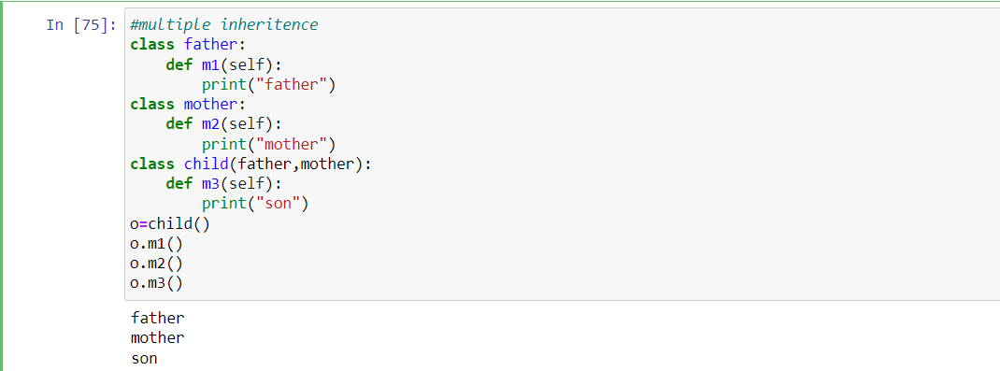 In [75]: #multiple inheritence
class father:
    def m1(self):
        print("father")
class mother:
    def m2(self):
        print("mother")
class child(father,mother):
    def m3(self):
        print("son")
o=child()
o.m1()
o.m2()
o.m3()
father
mother
son